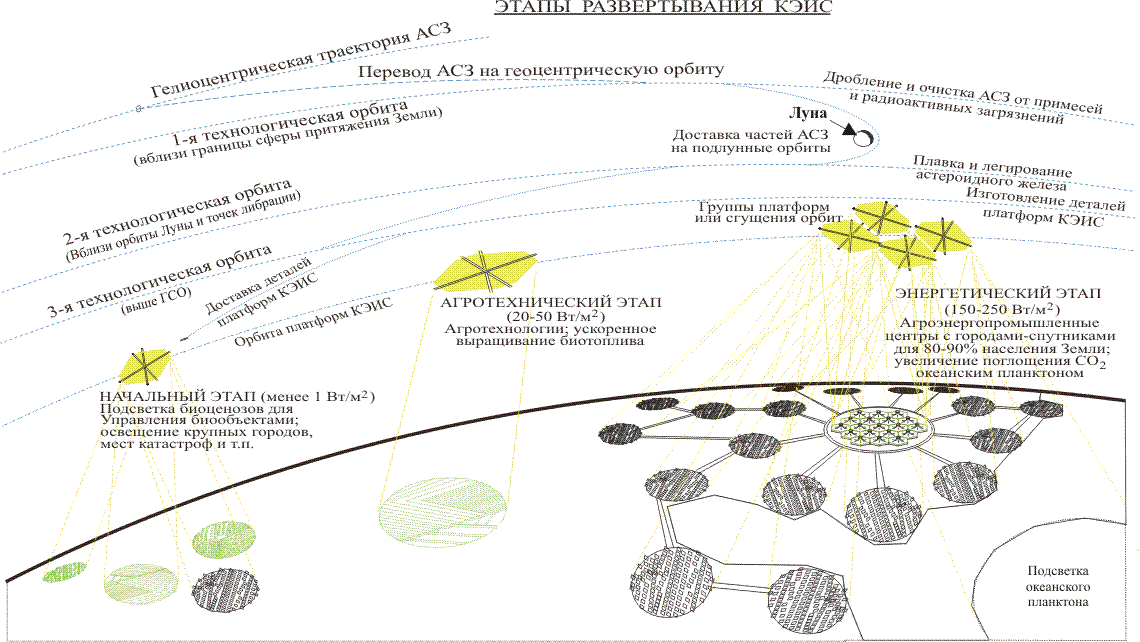 ЭТАПЫ РАЗВЕРТЫВАНИЯ КЭИС
Гелиоцентрическая траектория АСЗ
Перевод АСЗ на геоцентрическую орбиту
Дробление и очистка АСЗ от примесей
и радиоактивных загрязнений
1-я технологическая орбита
(вблизи границы сферы притяжения Земли)
Луна
Доставка частей АСЗ
на подлунные орбиты
Плавка и легирование
астероидного железа
2-я технологическая орбита
(Вблизи орбиты Луны и точек либрации)
Изготовление деталей
платформ КЭИС
Группы платформ
или сгущения орбит
3-я технологическая орбита
(выше ГСО)
Доставка деталей
платформ КЭИС
Орбита платформ КЭИС
АГРОТЕХНИЧЕСКИЙ ЭТАП
(20-50 Вт/м²)
Агротехнологии; ускоренное
выращивание биотоплива
ЭНЕРГЕТИЧЕСКИЙ ЭТАП
(150-250 Вт/м²)
Агроэнергопромышленные
центры с городами-спутниками
для 80-90% населения Земли;
увеличение поглощения CO₂
океанским планктоном
НАЧАЛЬНЫЙ ЭТАП (менее 1 Вт/м²)
Подсветка биоценозов для
Управления биообъектами;
освещение крупных городов,
мест катастроф и т.п.
Подсветка
океанского
планктона